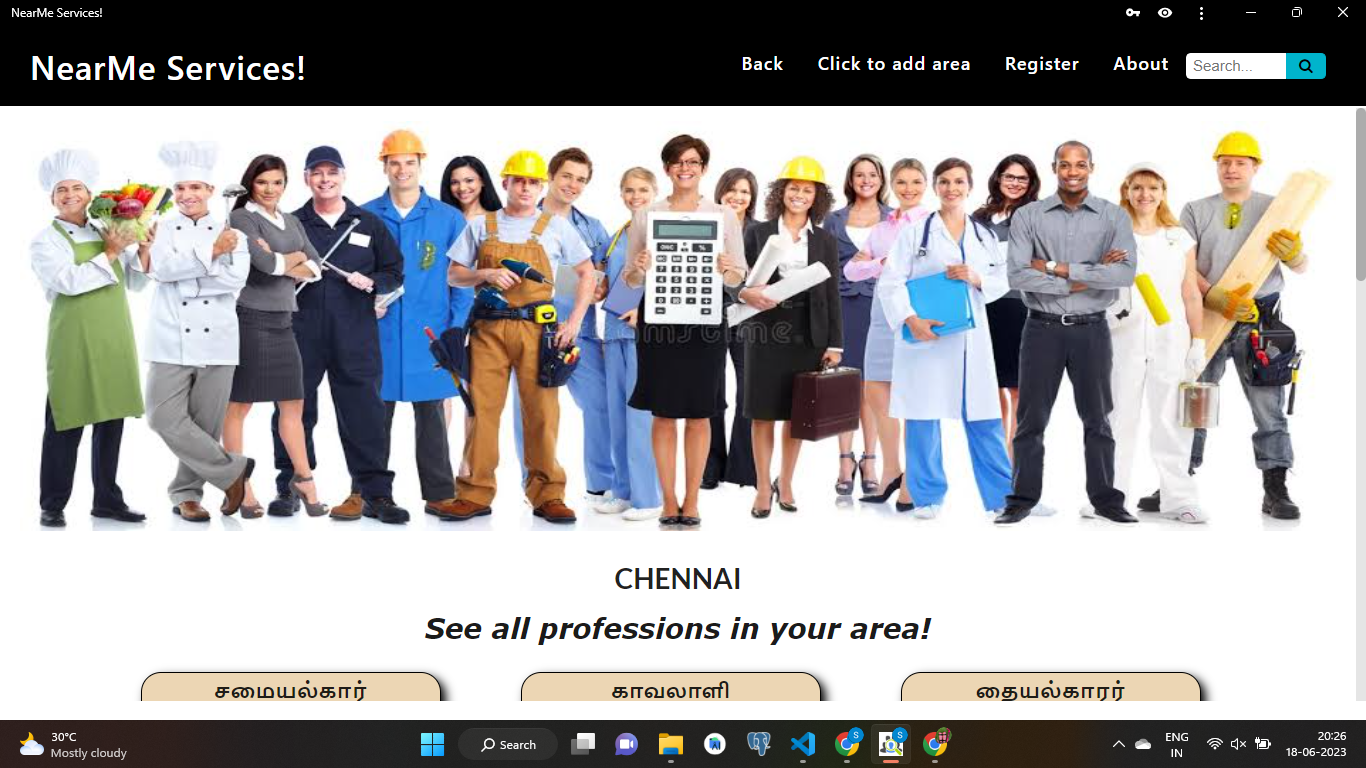 NearMe Services!
NearMe Services!
Back
Click to add area
Register
About
Search...
CHENNAI
See all professions in your area!
சமையல்கார்
காவலாளி
தையல்காரர்
30°C
Mostly cloudy
Search
S
S
ENG
IN
20:26
18-06-2023